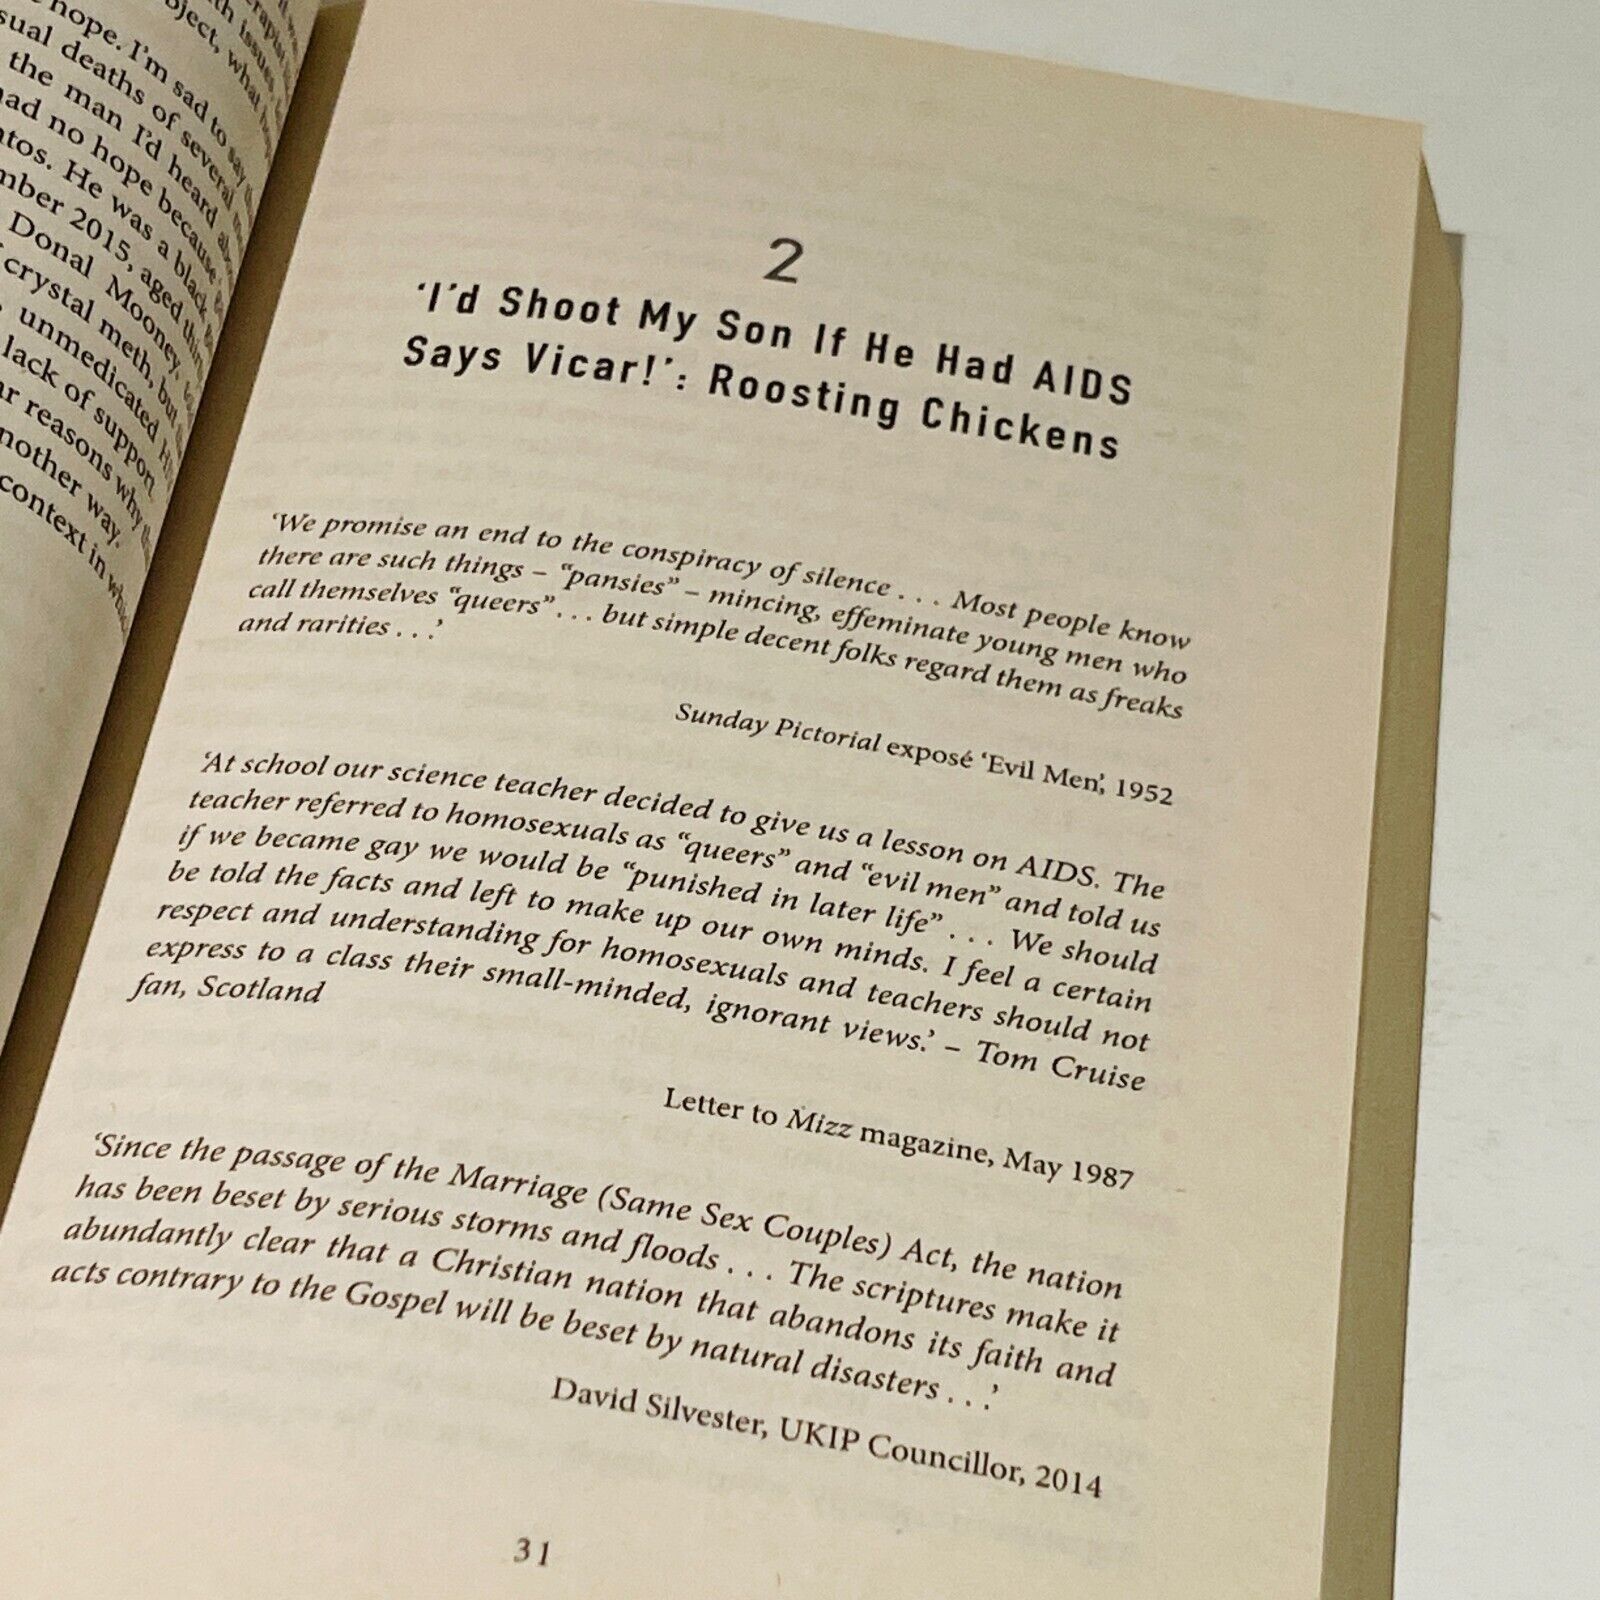 hope. I'm sad to say
sual deaths of several
the man I'd heard
ad no hope because
ntos. He was a black
mber 2015, aged
Donal Mooney,
crystal meth, but
unmedicated
lack of support.
reasons why
nother way.
context in
2
'I'd Shoot My Son If He Had AIDS
Says Vicar!': Roosting Chickens
'We promise an end to the conspiracy of silence . . . Most people know
there are such things – "pansies" – mincing, effeminate young men who
call themselves "queers" . . . but simple decent folks regard them as freaks
and rarities . . .'
Sunday Pictorial exposé 'Evil Men', 1952
'At school our science teacher decided to give us a lesson on AIDS. The
teacher referred to homosexuals as "queers" and "evil men" and told us
if we became gay we would be "punished in later life" . . . We should
be told the facts and left to make up our own minds. I feel a certain
respect and understanding for homosexuals and teachers should not
express to a class their small-minded, ignorant views.' – Tom Cruise
fan, Scotland
Letter to Mizz magazine, May 1987
'Since the passage of the Marriage (Same Sex Couples) Act, the nation
has been beset by serious storms and floods . . . The scriptures make it
abundantly clear that a Christian nation that abandons its faith and
acts contrary to the Gospel will be beset by natural disasters . . .'
David Silvester, UKIP Councillor, 2014
31